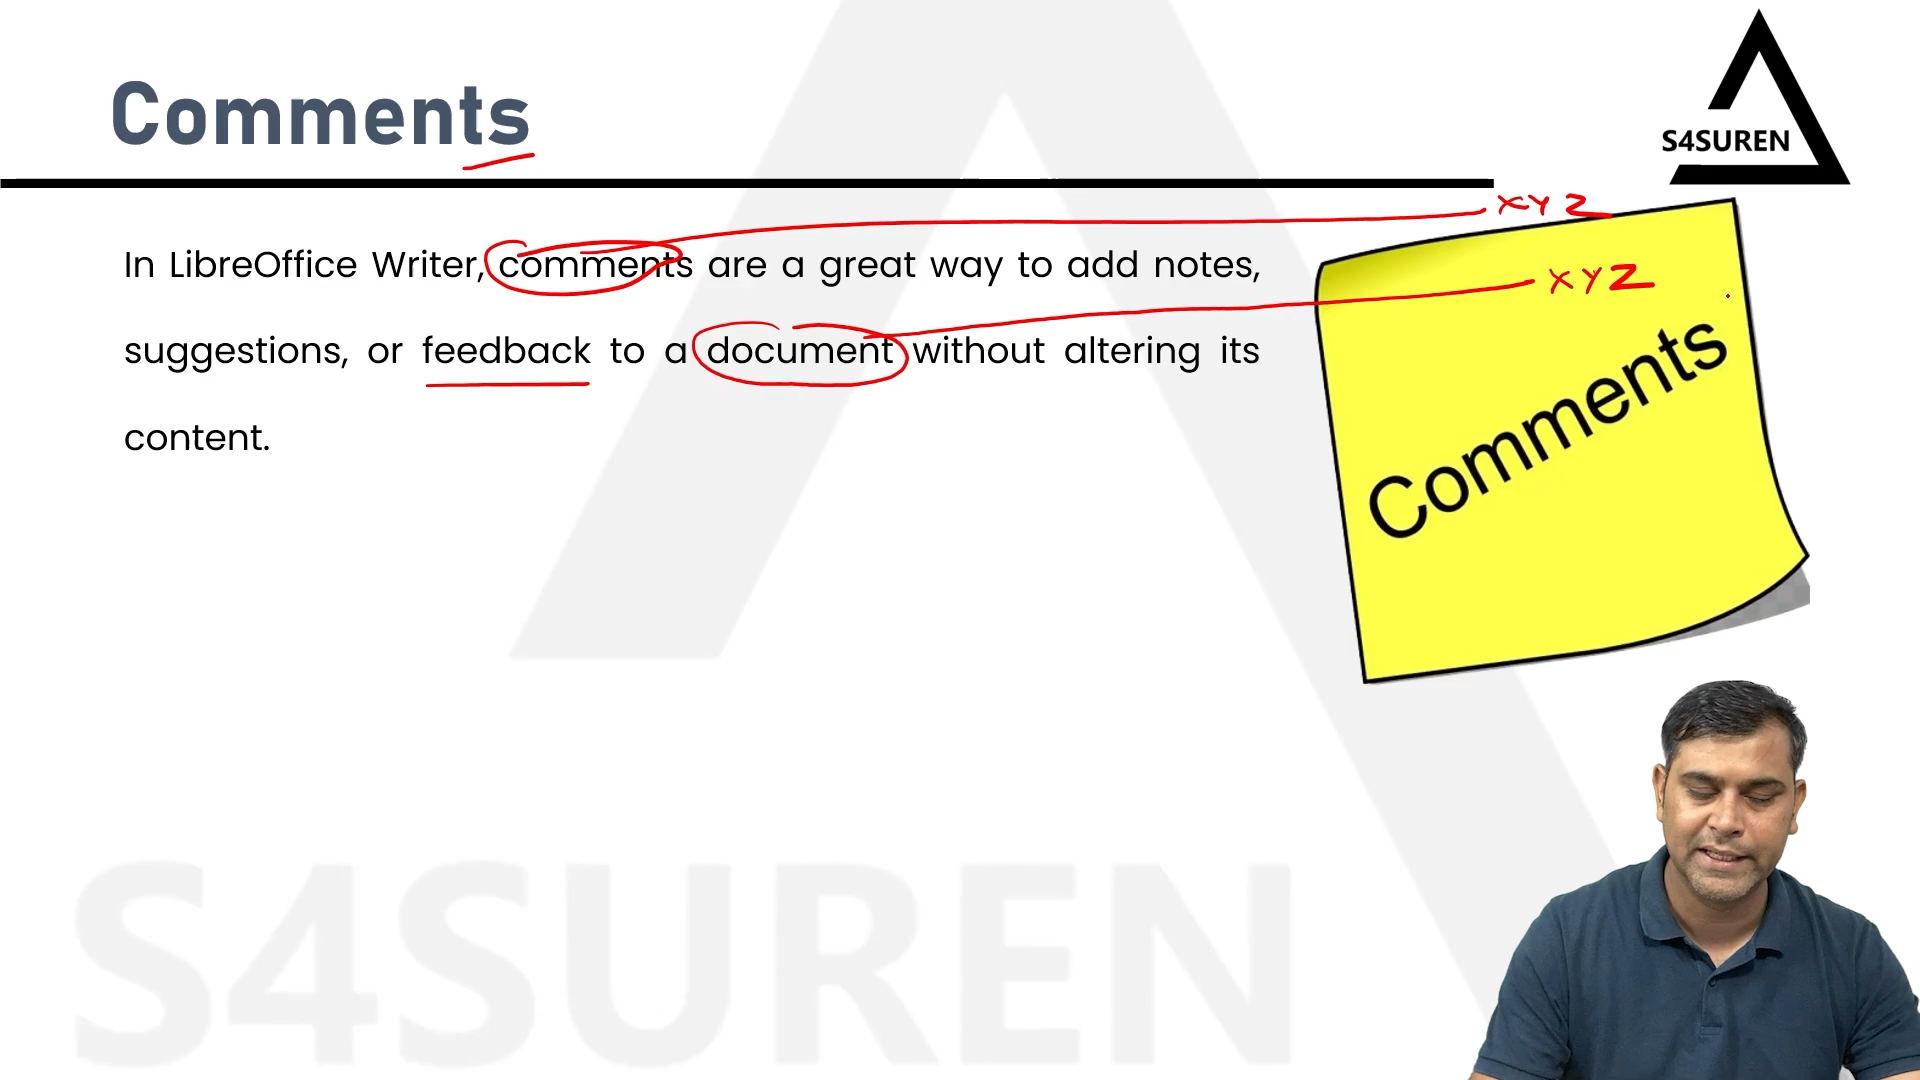 Comments
S4SUREN
XYZ
In LibreOffice Writer, comments are a great way to add notes,
XYZ
suggestions, or feedback to a document without altering its
content.
Comments
S4SUREN